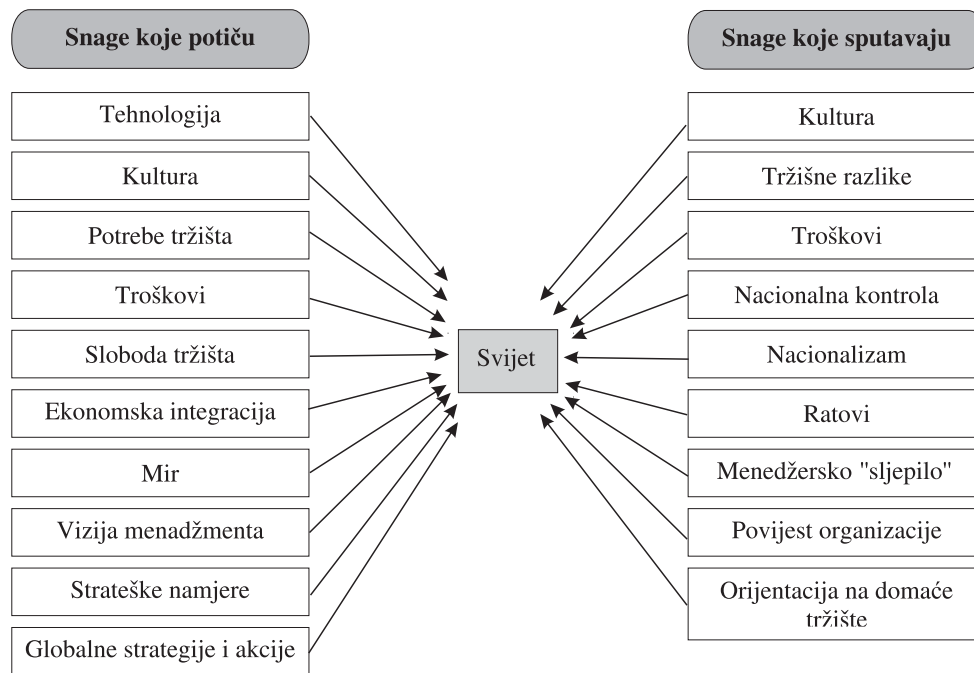 Snage koje potiču
Tehnologija
Kultura
Potrebe tržišta
Troškovi
Sloboda tržišta
Ekonomska integracija
Mir
Vizija menadžmenta
Strateške namjere
Globalne strategije i akcije
Svijet
Snage koje sputavaju
Kultura
Tržišne razlike
Troškovi
Nacionalna kontrola
Nacionalizam
Ratovi
Menedžersko "sljepilo"
Povijest organizacije
Orijentacija na domaće
tržište